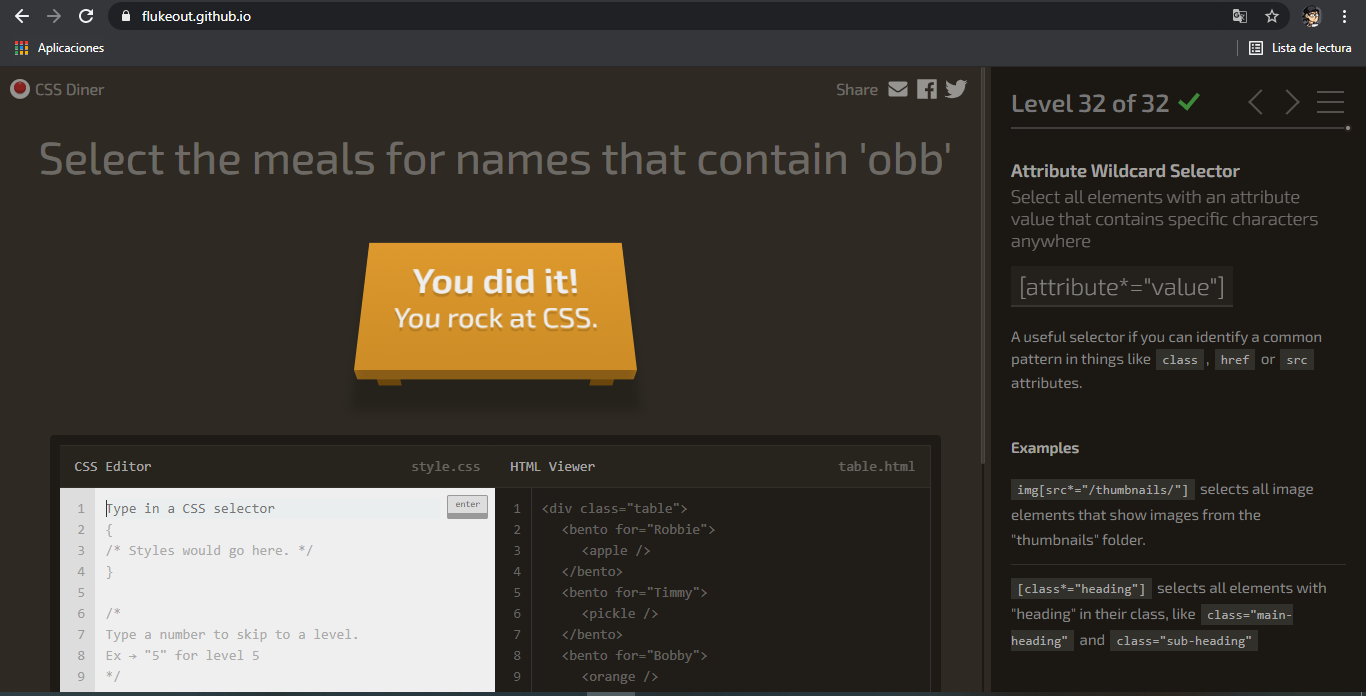 flukeout.github.io
Aplicaciones
Lista de lectura
CSS Diner
Share
Select the meals for names that contain 'obb'
You did it!
You rock at CSS.
CSS Editor
style.css
HTML Viewer
table.html
1 Type in a CSS selector
enter
2 {
3 /* Styles would go here. */
4 }
5
6 /*
7 Type a number to skip to a level.
8 Ex → "5" for level 5
9 */
1 <div class="table">
2 <bento for="Robbie">
3 <apple />
4 </bento>
5 <bento for="Timmy">
6 <pickle />
7 </bento>
8 <bento for="Bobby">
9 <orange />
Level 32 of 32
Attribute Wildcard Selector
Select all elements with an attribute
value that contains specific characters
anywhere
[attribute*="value"]
A useful selector if you can identify a common
pattern in things like class , href or src
attributes.
Examples
img[src*="/thumbnails/"] selects all image
elements that show images from the
"thumbnails" folder.
[class*="heading"] selects all elements with
"heading" in their class, like class="main-
heading" and class="sub-heading"